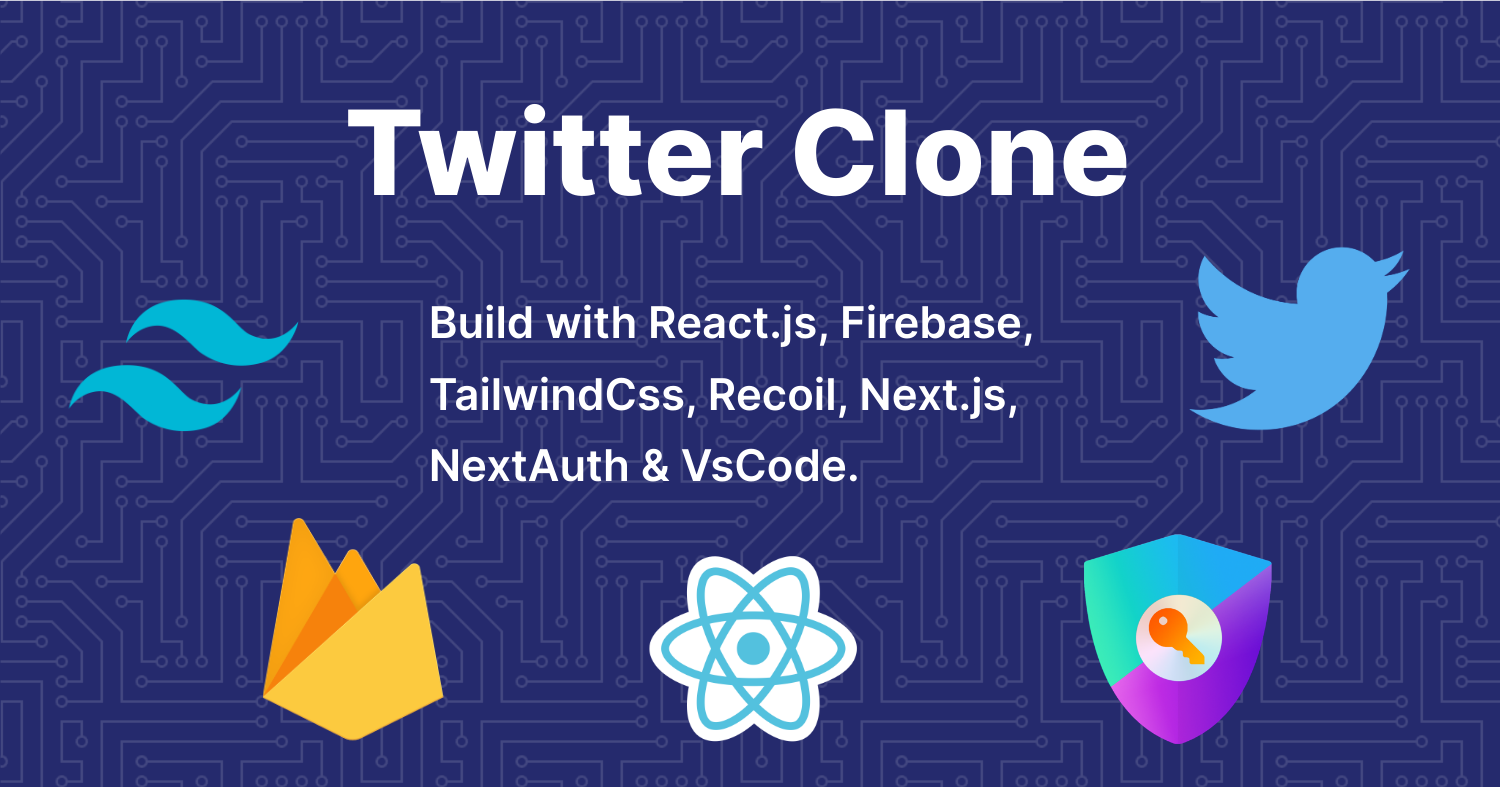 Twitter Clone
Build with React.js, Firebase,
TailwindCss, Recoil, Next.js,
NextAuth & VsCode.